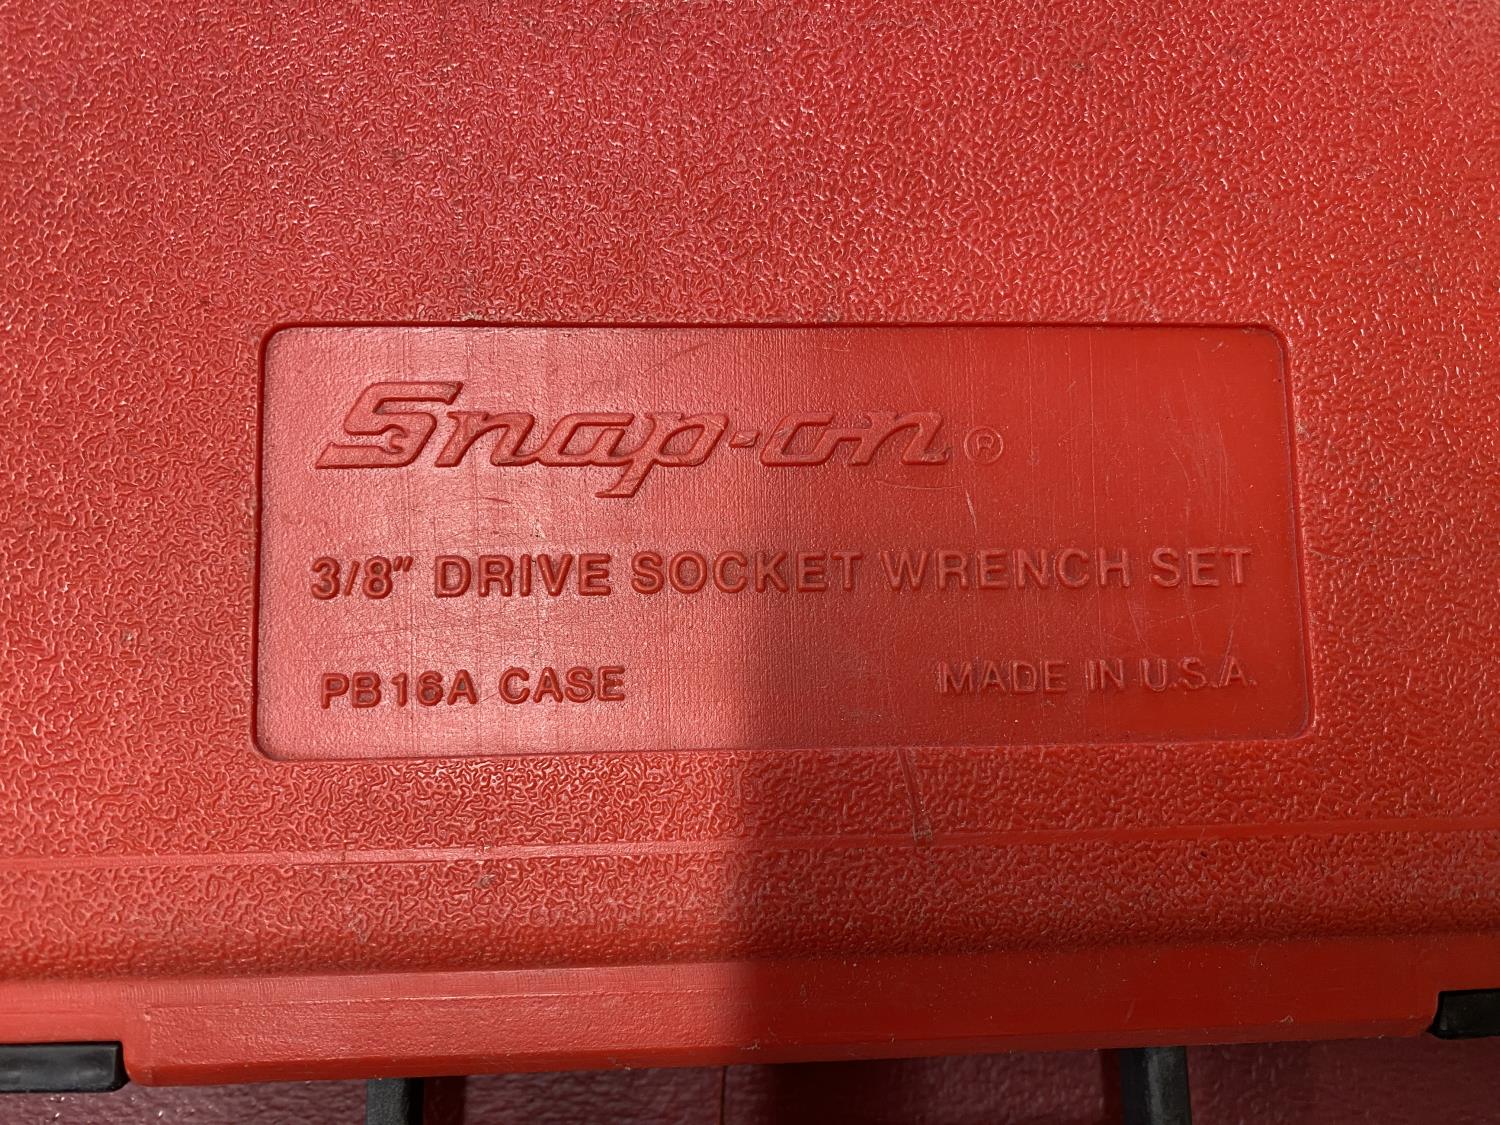 Snap-on ®
3/8" DRIVE SOCKET WRENCH SET
PB16A CASE MADE IN U.S.A.